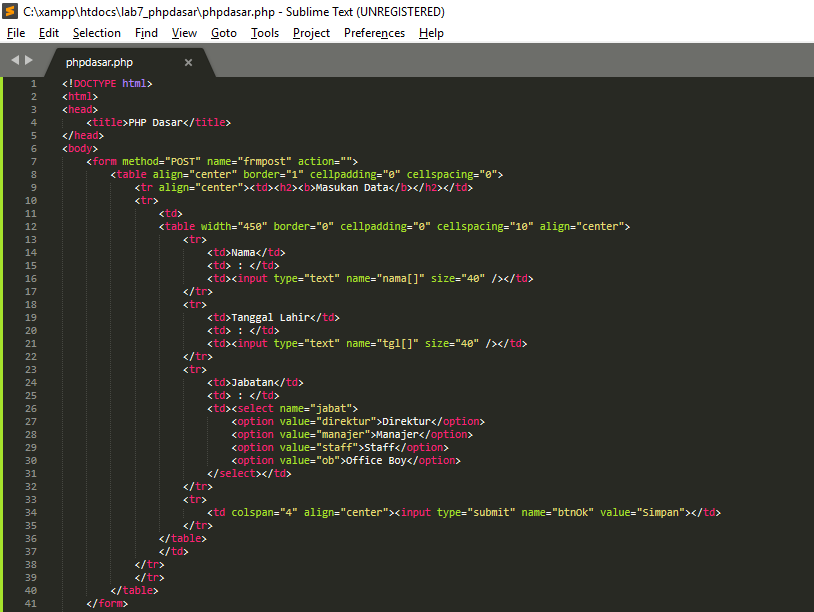 C:\xampp\htdocs\lab7_phpdasar\phpdasar.php - Sublime Text (UNREGISTERED)
File Edit Selection Find View Goto Tools Project Preferences Help
phpdasar.php
1 <!DOCTYPE html>
2 <html>
3 <head>
4 <title>PHP Dasar</title>
5 </head>
6 <body>
7 <form method="POST" name="frmpost" action="">
8 <table align="center" border="1" cellpadding="0" cellspacing="0">
9 <tr align="center"><td><h2><b>Masukan Data</b></h2></td>
10 <tr>
11 <td>
12 <table width="450" border="0" cellpadding="0" cellspacing="10" align="center">
13 <tr>
14 <td>Nama</td>
15 <td> : </td>
16 <td><input type="text" name="nama[]" size="40" /></td>
17 </tr>
18 <tr>
19 <td>Tanggal Lahir</td>
20 <td> : </td>
21 <td><input type="text" name="tgl[]" size="40" /></td>
22 </tr>
23 <tr>
24 <td>Jabatan</td>
25 <td> : </td>
26 <td><select name="jabat">
27 <option value="direktur">Direktur</option>
28 <option value="manajer">Manajer</option>
29 <option value="staff">Staff</option>
30 <option value="ob">Office Boy</option>
31 </select></td>
32 </tr>
33 <tr>
34 <td colspan="4" align="center"><input type="submit" name="btnOk" value="Simpan"></td>
35 </tr>
36 </table>
37 </td>
38 </tr>
39 </tr>
40 </table>
41 </form>